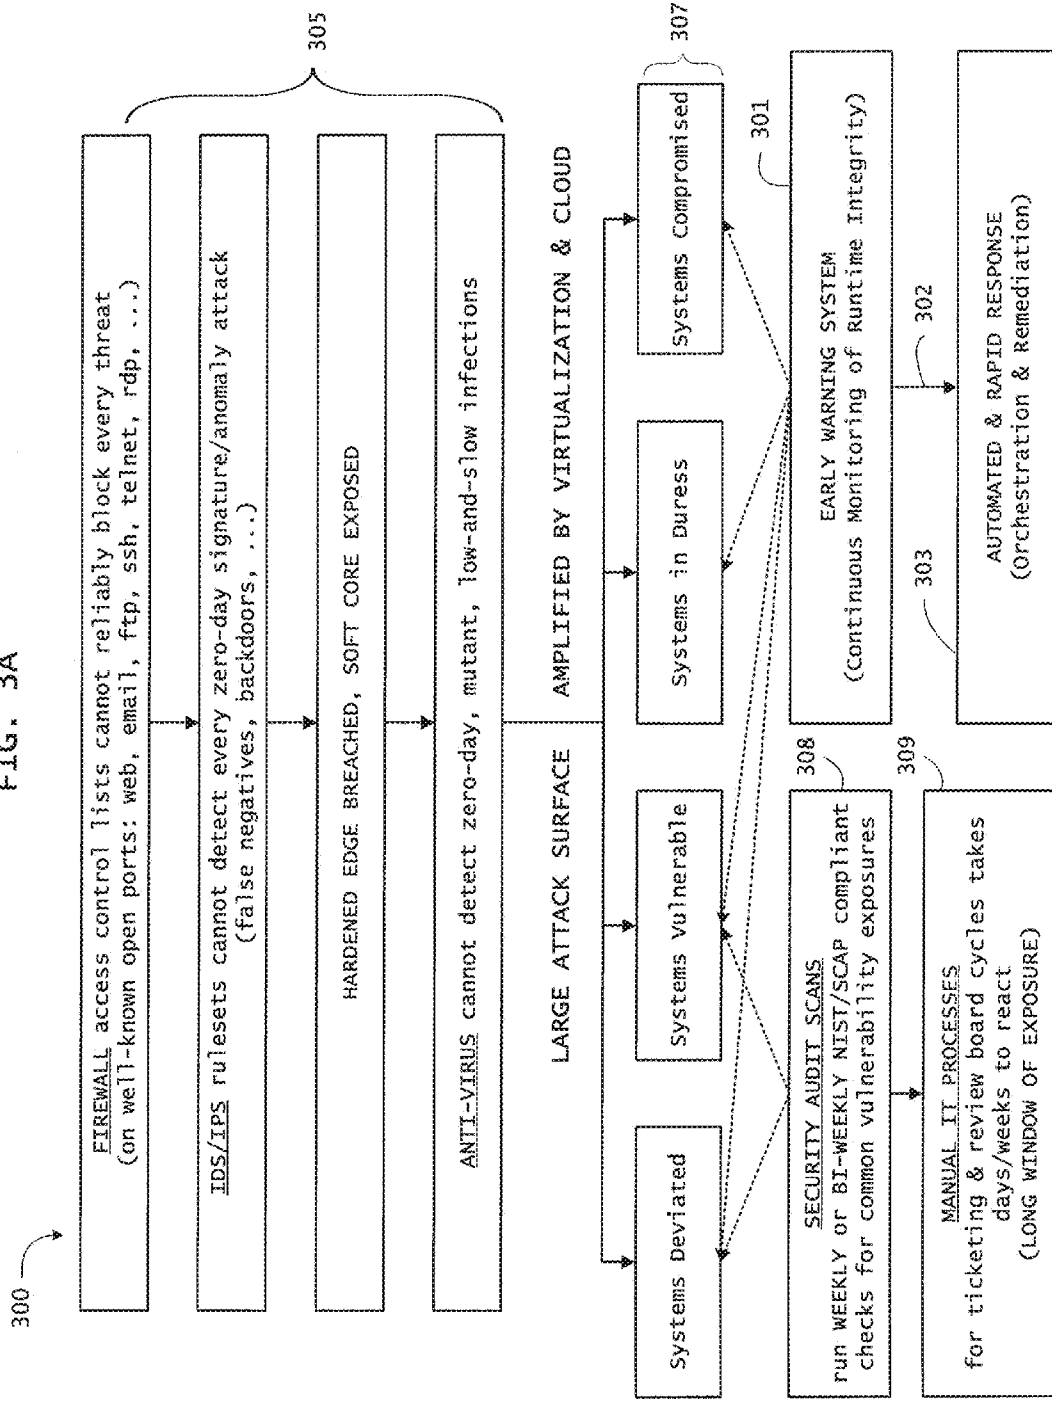 FIG. 3A
300
FIREWALL access control lists cannot reliably block every threat
(on well-known open ports: web, email, ftp, ssh, telnet, rdp, ...)
IDS/IPS rulesets cannot detect every zero-day signature/anomaly attack
(false negatives, backdoors, ...)
HARDENED EDGE BREACHED, SOFT CORE EXPOSED
ANTI-VIRUS cannot detect zero-day, mutant, low-and-slow infections
305
LARGE ATTACK SURFACE AMPLIFIED BY VIRTUALIZATION & CLOUD
Systems Deviated
Systems Vulnerable
Systems in Duress
Systems Compromised
307
SECURITY AUDIT SCANS
run WEEKLY or BI-WEEKLY NIST/SCAP compliant
checks for common vulnerability exposures
308
EARLY WARNING SYSTEM
(Continuous Monitoring of Runtime Integrity)
301
302
MANUAL IT PROCESSES
for ticketing & review board cycles takes
days/weeks to react
(LONG WINDOW OF EXPOSURE)
309
303
AUTOMATED & RAPID RESPONSE
(Orchestration & Remediation)